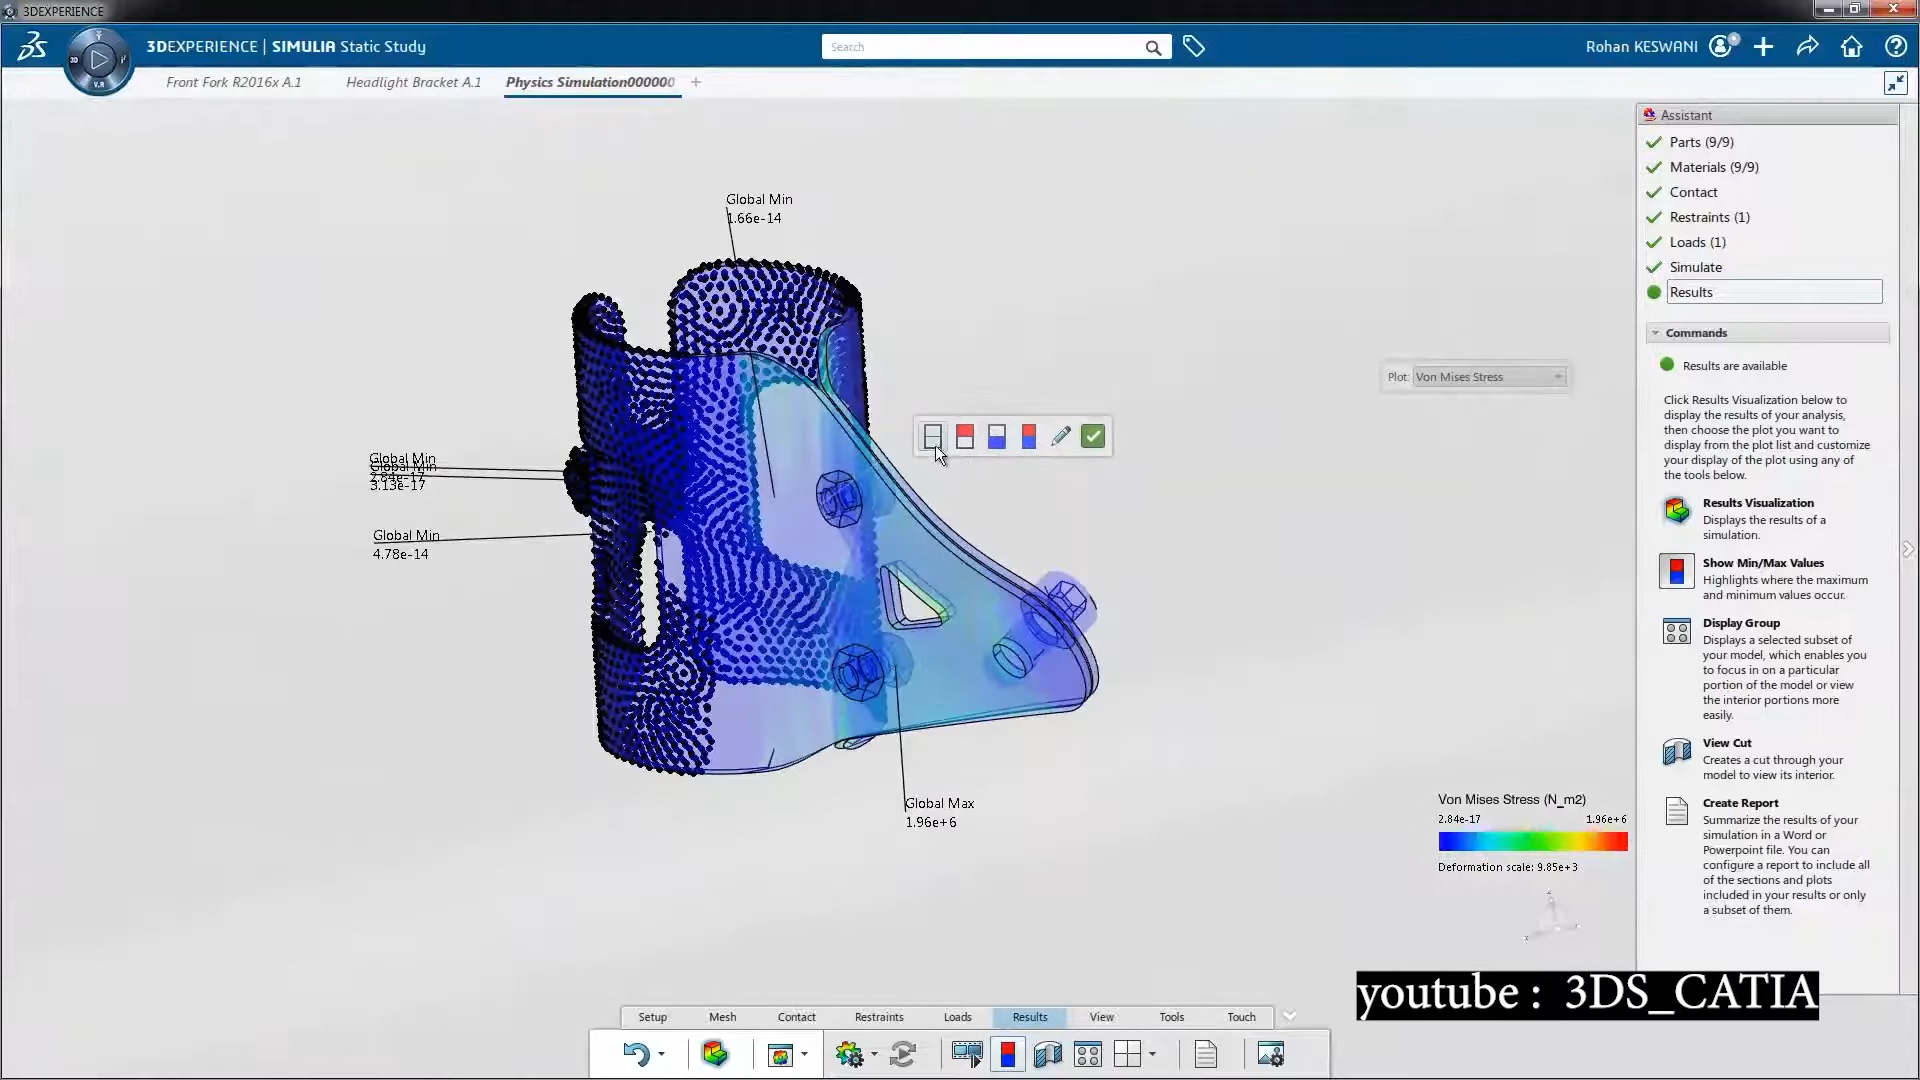 3DEXPERIENCE
3DEXPERIENCE | SIMULIA Static Study
Search
Rohan KESWANI
3D
V.R
Front Fork R2016x A.1
Headlight Bracket A.1
Physics Simulation000000
Assistant
Parts (9/9)
Materials (9/9)
Contact
Restraints (1)
Loads (1)
Simulate
Results
Commands
Results are available
Click Results Visualization below to
display the results of your analysis,
then choose the plot you want to
display from the plot list and customize
your display of the plot using any of
the tools below.
Results Visualization
Displays the results of a
simulation.
Show Min/Max Values
Highlights where the maximum
and minimum values occur.
Display Group
Displays a selected subset of
your model, which enables you
to focus in on a particular
portion of the model or view
the interior portions more
easily.
View Cut
Creates a cut through your
model to view its interior.
Create Report
Summarize the results of your
simulation in a Word or
Powerpoint file. You can
configure a report to include all
of the sections and plots
included in your results or only
a subset of them.
Global Min
1.66e-14
Plot: Von Mises Stress
Global Min
Global Min
2.84e-17
3.13e-17
Global Min
4.78e-14
Global Max
1.96e+6
Von Mises Stress (N_m2)
2.84e-17 1.96e+6
Deformation scale: 9.85e+3
youtube : 3DS_CATIA
Setup Mesh Contact Restraints Loads Results View Tools Touch